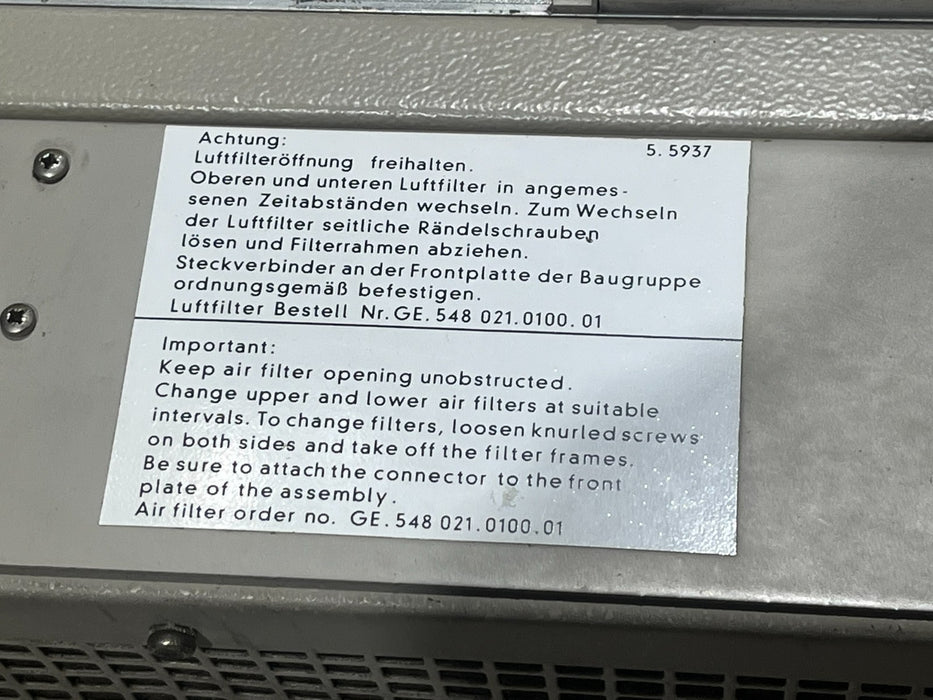 Achtung:
5.5937
Luftfilteröffnung freihalten.
Oberen und unteren Luftfilter in angemes-
senen Zeitabständen wechseln. Zum Wechseln
der Luftfilter seitliche Rändelschrauben
lösen und Filterrahmen abziehen.
Steckverbinder an der Frontplatte der Baugruppe
ordnungsgemäß befestigen.
Luftfilter Bestell Nr. GE. 548 021.0100.01
Important:
Keep air filter opening unobstructed.
Change upper and lower air filters at suitable
intervals. To change filters, loosen knurled screws
on both sides and take off the filter frames.
Be sure to attach the connector to the front
plate of the assembly.
Air filter order no. GE. 548 021.0100.01